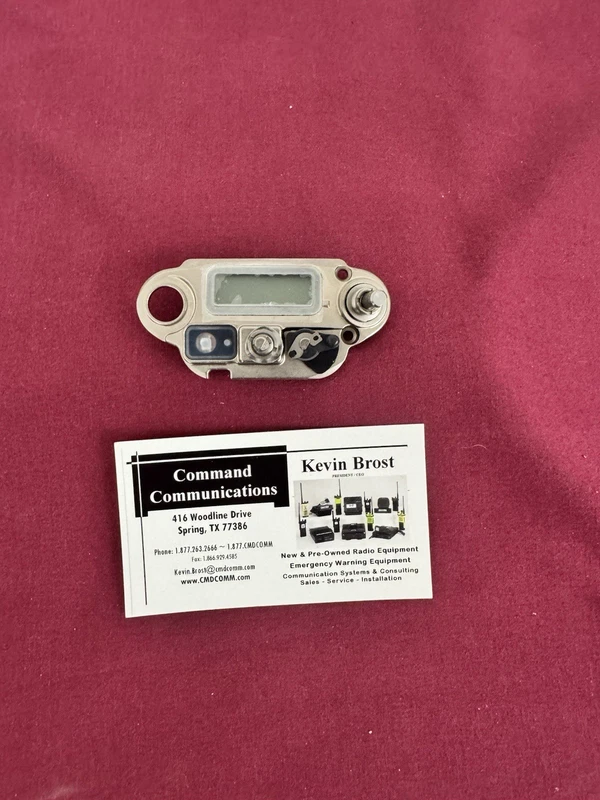 Command
Communications
416 Woodline Drive
Spring, TX 77386
Phone: 1.877.263.2666 ~ 1.877.CMDCOMM
Fax: 1.866.929.4585
Kevin.Brost@cmdcomm.com
www.CMDCOMM.com
Kevin Brost
PRESIDENT / CEO
New & Pre-Owned Radio Equipment
Emergency Warning Equipment
Communication Systems & Consulting
Sales - Service - Installation